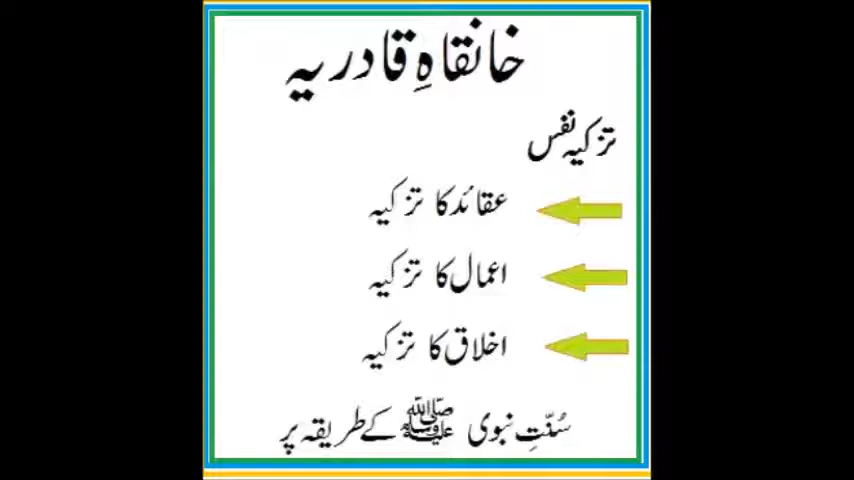 خانقاہِ قادریہ
تزکیہ نفس
عقائد کا تزکیہ
اعمال کا تزکیہ
اخلاق کا تزکیہ
سُنّتِ نبوی ﷺ کے طریقہ پر